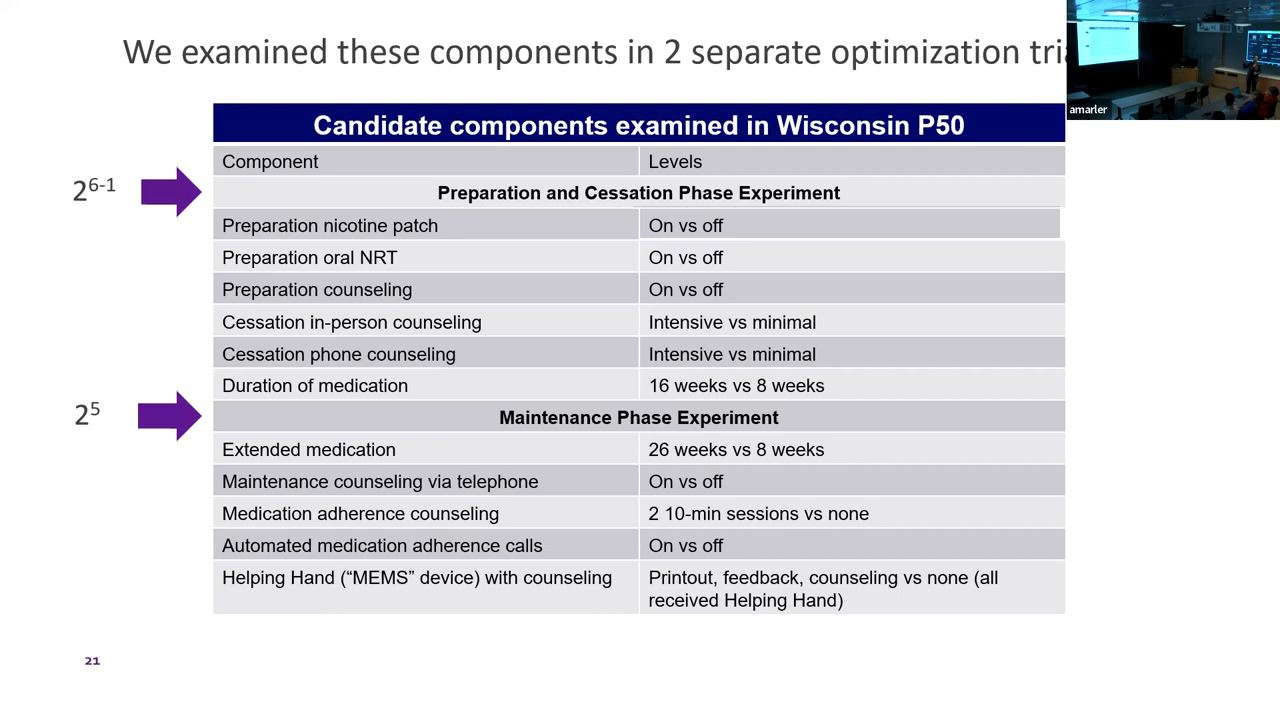 We examined these components in 2 separate optimization tria
amarler
Candidate components examined in Wisconsin P50
Component Levels
2^6-1 Preparation and Cessation Phase Experiment
Preparation nicotine patch On vs off
Preparation oral NRT On vs off
Preparation counseling On vs off
Cessation in-person counseling Intensive vs minimal
Cessation phone counseling Intensive vs minimal
Duration of medication 16 weeks vs 8 weeks
2^5 Maintenance Phase Experiment
Extended medication 26 weeks vs 8 weeks
Maintenance counseling via telephone On vs off
Medication adherence counseling 2 10-min sessions vs none
Automated medication adherence calls On vs off
Helping Hand (“MEMS” device) with counseling Printout, feedback, counseling vs none (all
received Helping Hand)
21